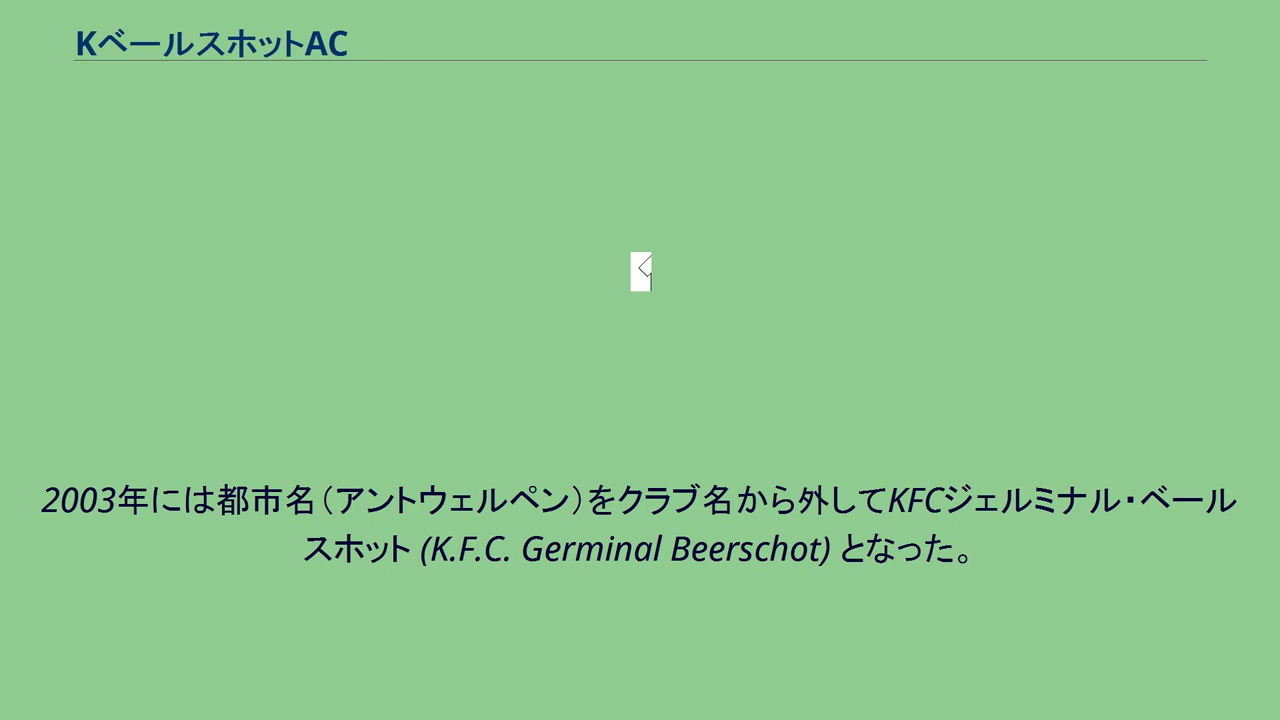 KベールスホットAC
2003年には都市名（アントウェルペン）をクラブ名から外してKFCジェルミナル・ベール
スホット (K.F.C. Germinal Beerschot) となった。